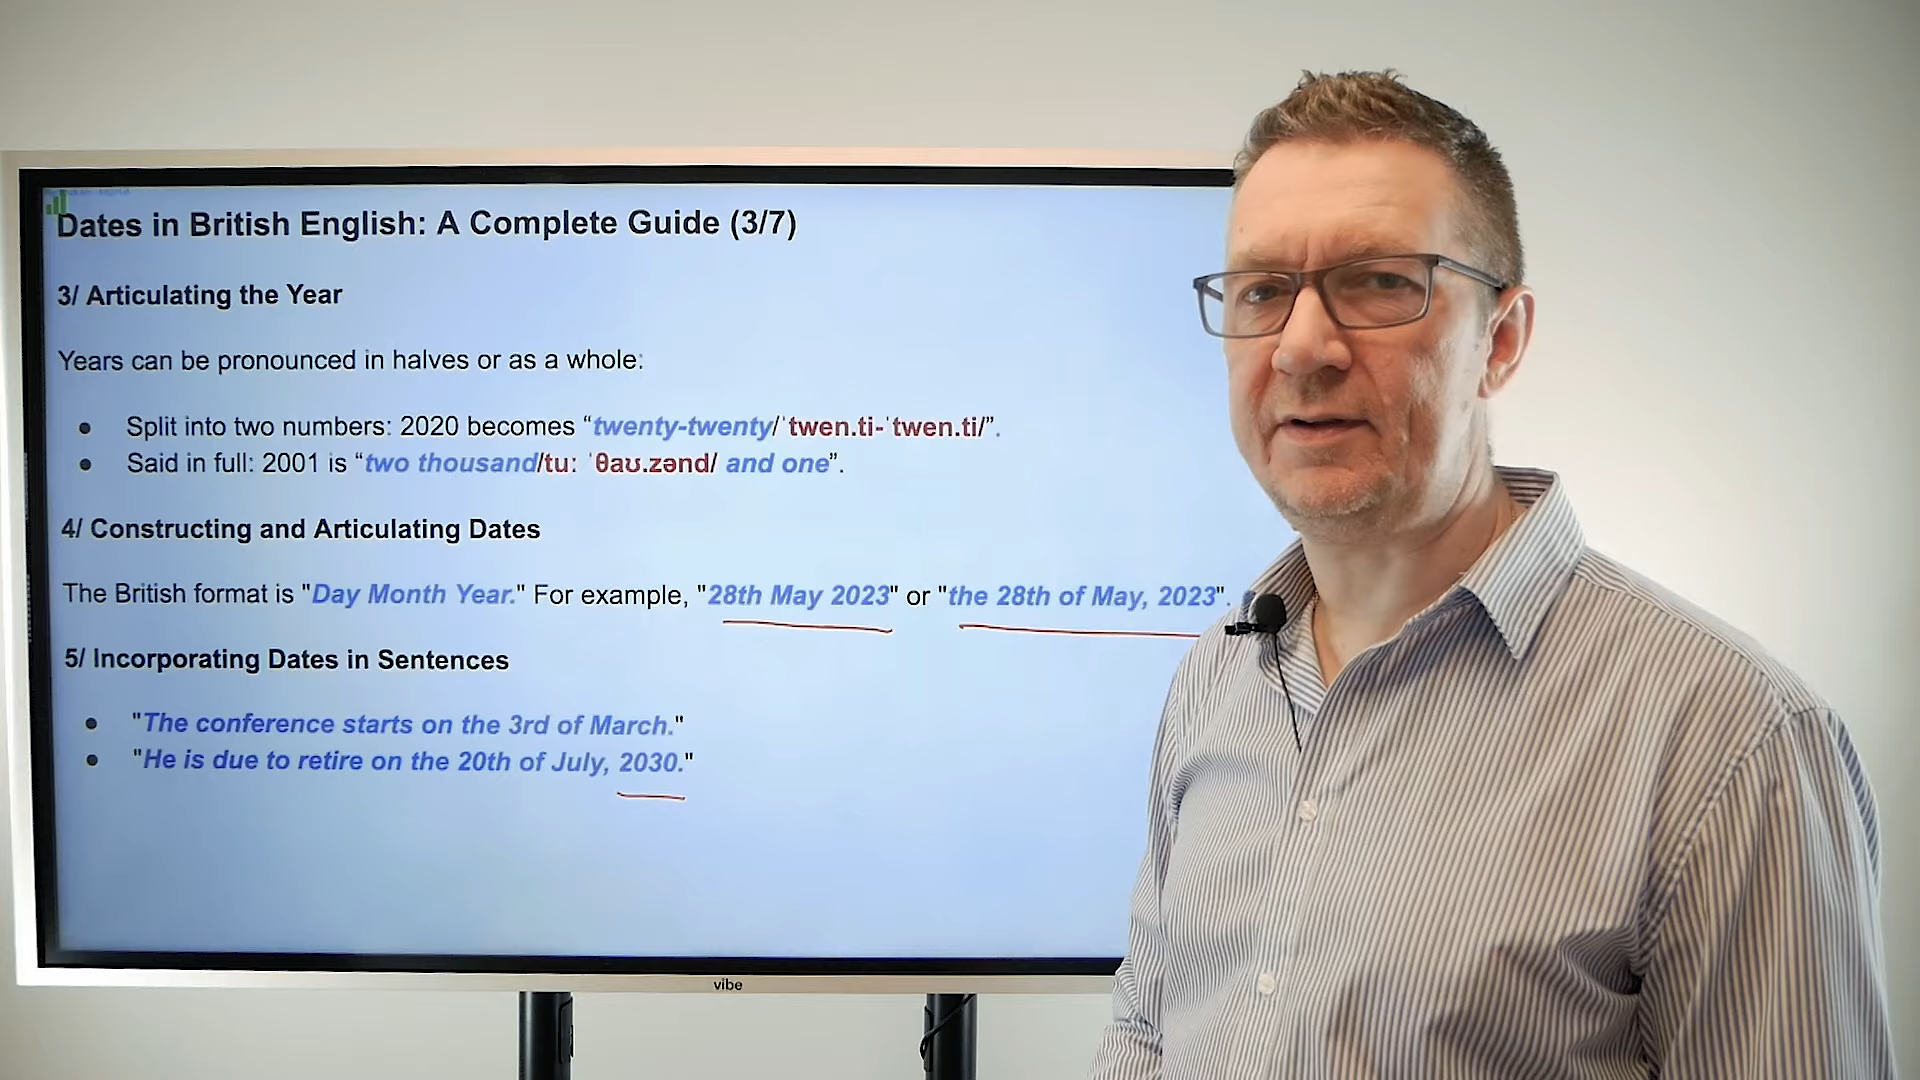 Dates in British English: A Complete Guide (3/7)
3/ Articulating the Year
Years can be pronounced in halves or as a whole:
● Split into two numbers: 2020 becomes “twenty-twenty/ˈtwen.ti-ˈtwen.ti/”.
● Said in full: 2001 is “two thousand/tuː ˈθaʊ.zənd/ and one”.
4/ Constructing and Articulating Dates
The British format is "Day Month Year." For example, "28th May 2023" or "the 28th of May, 2023".
5/ Incorporating Dates in Sentences
● "The conference starts on the 3rd of March."
● "He is due to retire on the 20th of July, 2030."
vibe